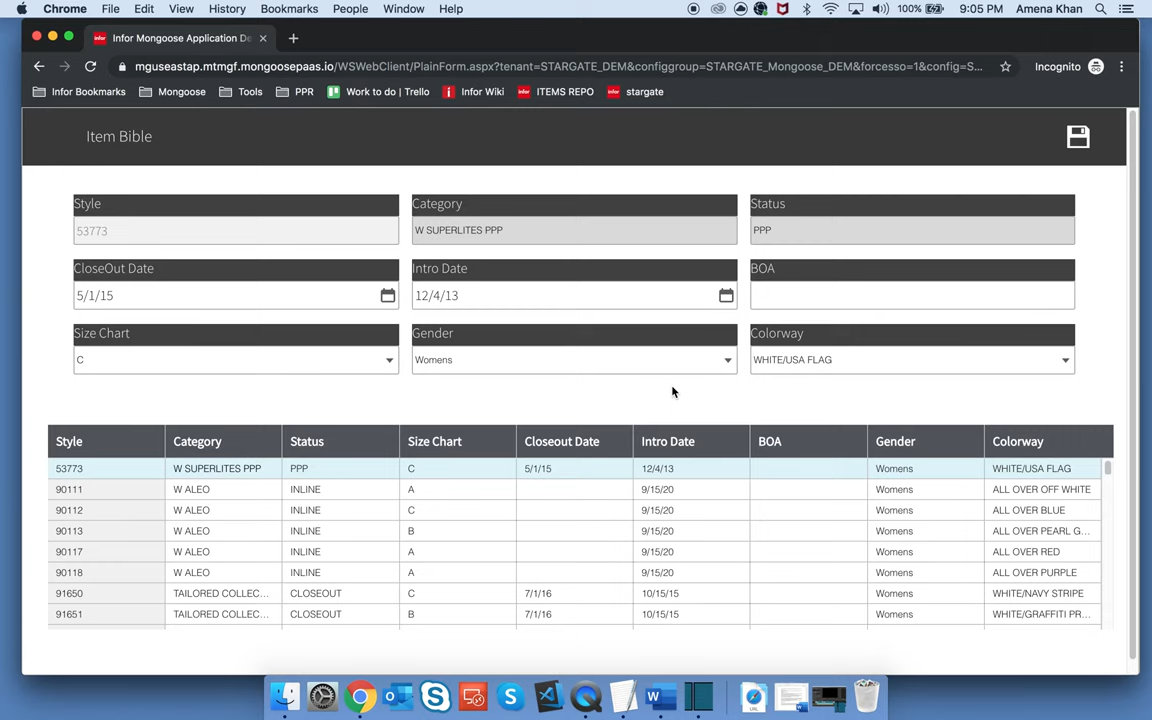 Chrome File Edit View History Bookmarks People Window Help 100% 9:05 PM Amena Khan
infor Infor Mongoose Application De
mguseastap.mtmgf.mongoosepaas.io/WSWebClient/PlainForm.aspx?tenant=STARGATE_DEM&configgroup=STARGATE_Mongoose_DEM&forcesso=1&config=S... Incognito
Infor Bookmarks Mongoose Tools PPR Work to do | Trello Infor Wiki infor ITEMS REPO infor stargate
Item Bible
Style Category Status
53773 W SUPERLITES PPP PPP
CloseOut Date Intro Date BOA
5/1/15 12/4/13
Size Chart Gender Colorway
C Womens WHITE/USA FLAG
Style Category Status Size Chart Closeout Date Intro Date BOA Gender Colorway
53773 W SUPERLITES PPP PPP C 5/1/15 12/4/13 Womens WHITE/USA FLAG
90111 W ALEO INLINE A 9/15/20 Womens ALL OVER OFF WHITE
90112 W ALEO INLINE C 9/15/20 Womens ALL OVER BLUE
90113 W ALEO INLINE B 9/15/20 Womens ALL OVER PEARL G...
90117 W ALEO INLINE A 9/15/20 Womens ALL OVER RED
90118 W ALEO INLINE A 9/15/20 Womens ALL OVER PURPLE
91650 TAILORED COLLEC... CLOSEOUT C 7/1/16 10/15/15 Womens WHITE/NAVY STRIPE
91651 TAILORED COLLEC... CLOSEOUT B 7/1/16 10/15/15 Womens WHITE/GRAFFITI PR...